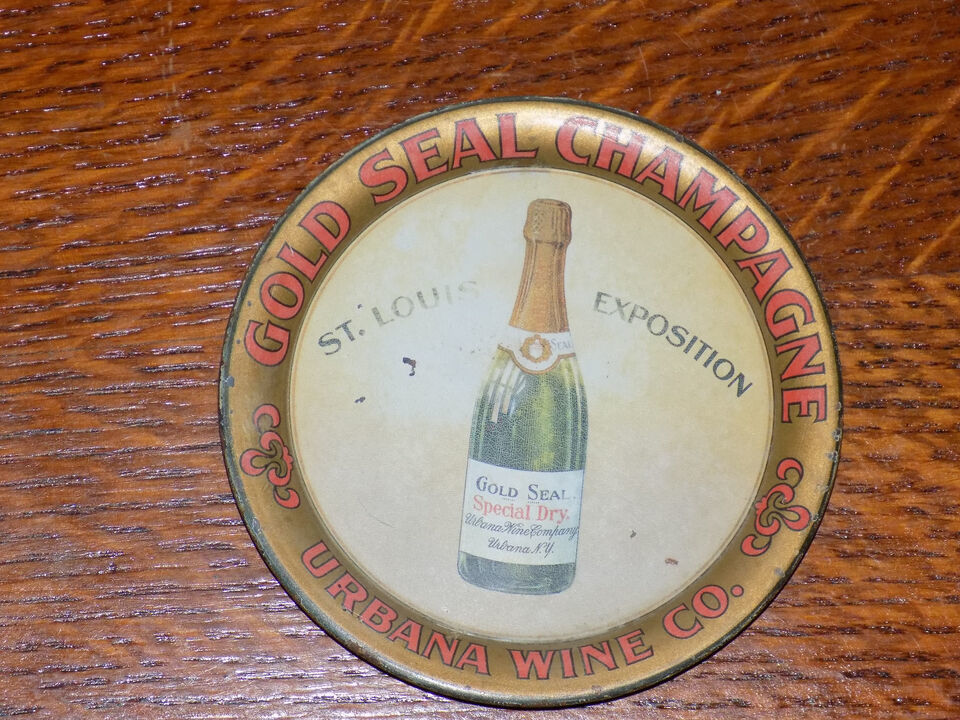 GOLD SEAL CHAMPAGNE
ST. LOUIS EXPOSITION
SEAL
GOLD SEAL.
Special Dry.
Urbana Wine Company,
Urbana N.Y.
URBANA WINE CO.